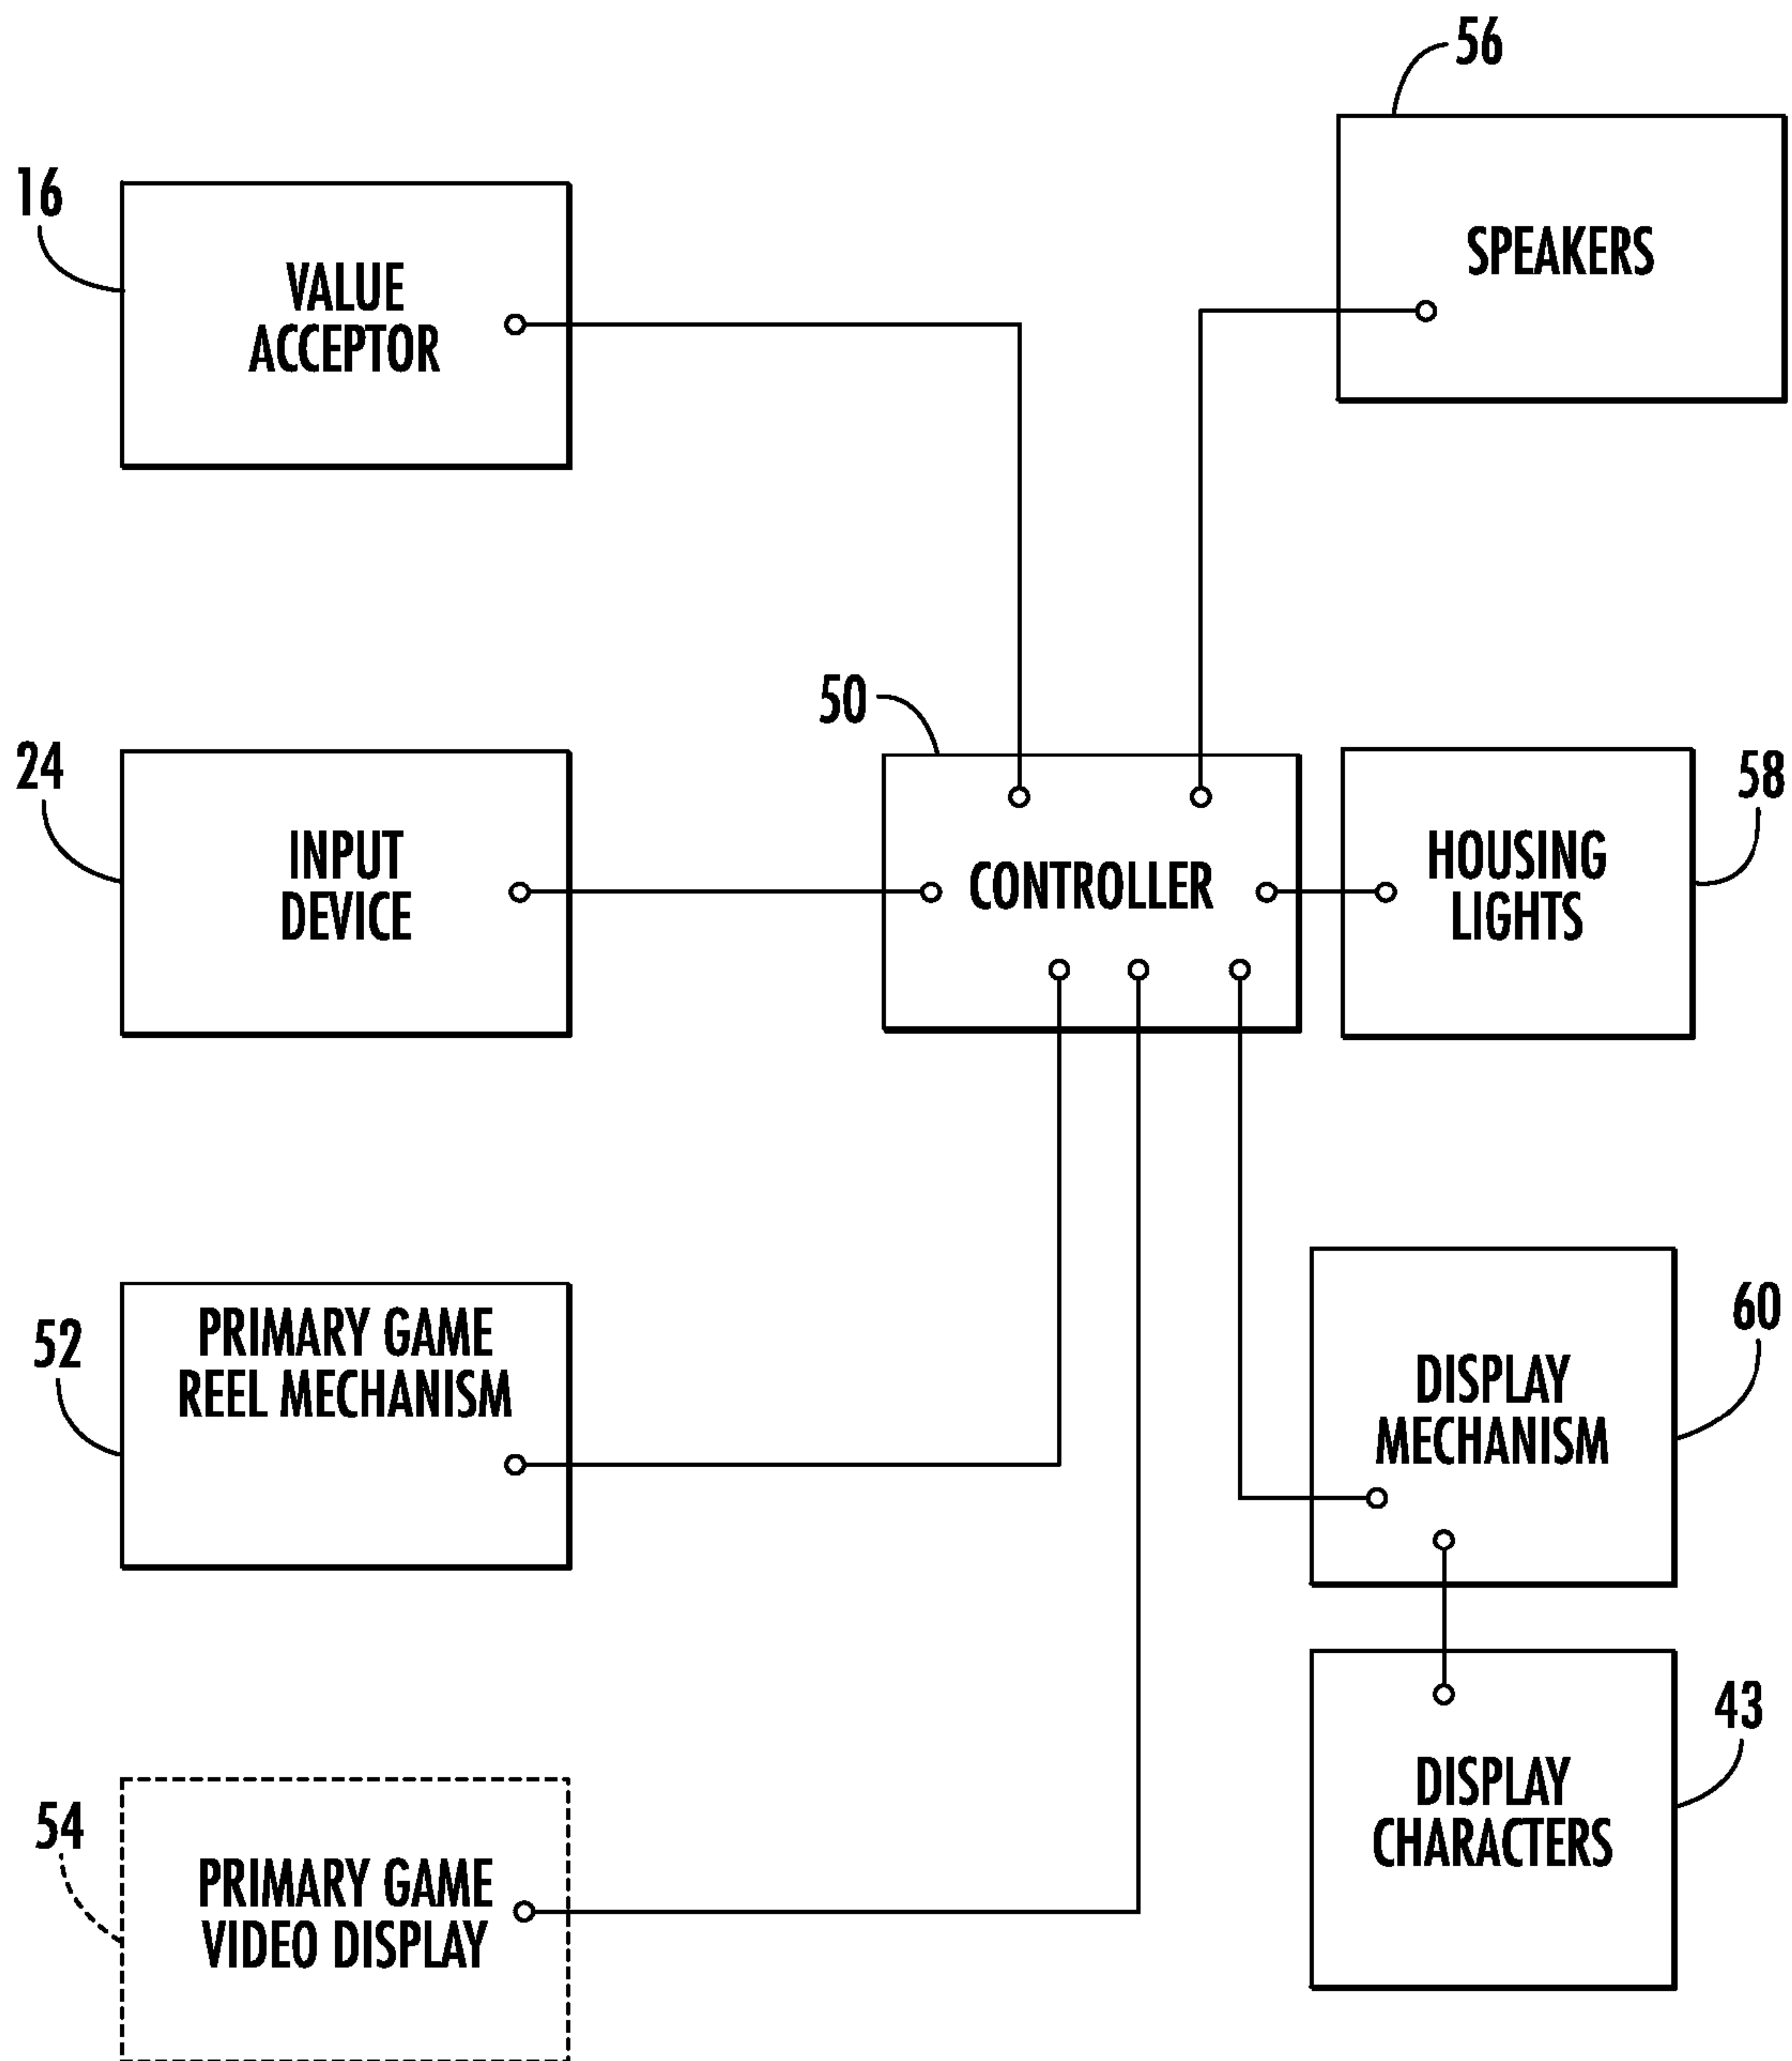 56
16
VALUE
ACCEPTOR
SPEAKERS
50
24
INPUT
DEVICE
CONTROLLER
HOUSING
LIGHTS
58
52
PRIMARY GAME
REEL MECHANISM
60
DISPLAY
MECHANISM
43
DISPLAY
CHARACTERS
54
PRIMARY GAME
VIDEO DISPLAY